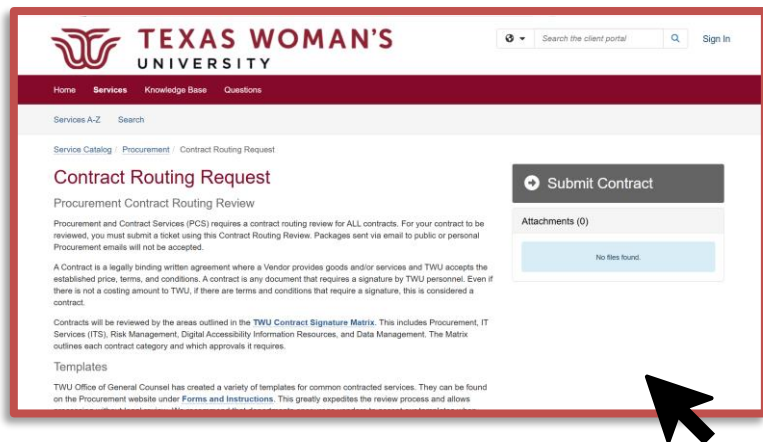 TEXAS WOMAN'S
UNIVERSITY
Search the client portal
Sign In
Home Services Knowledge Base Questions
Services A-Z Search
Service Catalog / Procurement / Contract Routing Request
Contract Routing Request
Procurement Contract Routing Review
Procurement and Contract Services (PCS) requires a contract routing review for ALL contracts. For your contract to be
reviewed, you must submit a ticket using this Contract Routing Review. Packages sent via email to public or personal
Procurement emails will not be accepted.
A Contract is a legally binding written agreement where a Vendor provides goods and/or services and TWU accepts the
established price, terms, and conditions. A contract is any document that requires a signature by TWU personnel. Even if
there is not a costing amount to TWU, if there are terms and conditions that require a signature, this is considered a
contract.
Contracts will be reviewed by the areas outlined in the TWU Contract Signature Matrix. This includes Procurement, IT
Services (ITS), Risk Management, Digital Accessibility Information Resources, and Data Management. The Matrix
outlines each contract category and which approvals it requires.
Templates
TWU Office of General Counsel has created a variety of templates for common contracted services. They can be found
on the Procurement website under Forms and Instructions. This greatly expedites the review process and allows
Submit Contract
Attachments (0)
No files found.